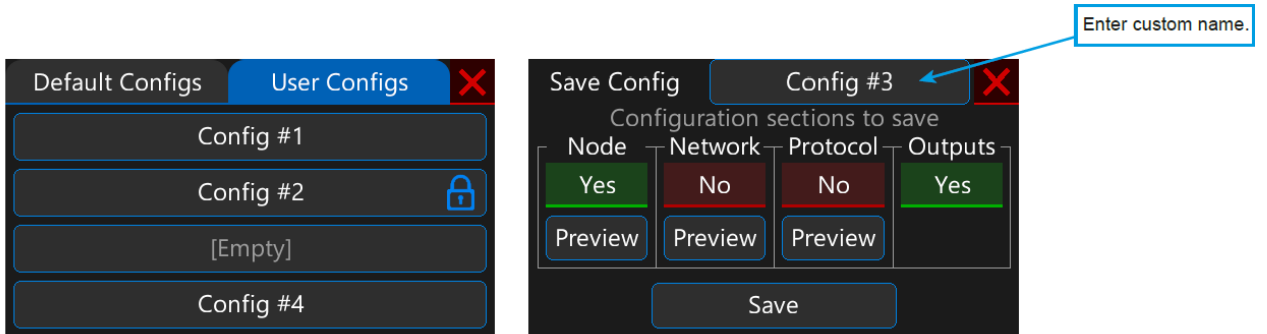 Enter custom name.
Default Configs User Configs
Config #1
Config #2
[Empty]
Config #4
Save Config Config #3
Configuration sections to save
Node Network Protocol Outputs
Yes No No Yes
Preview Preview Preview
Save